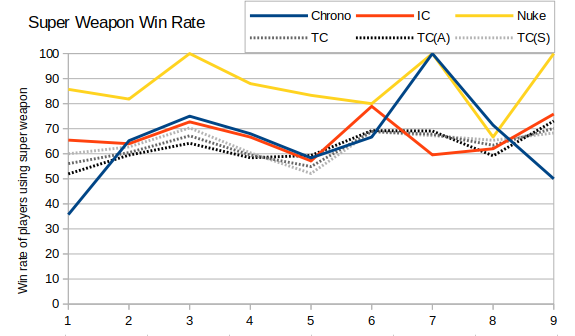 Super Weapon Win Rate
Chrono IC Nuke
TC TC(A) TC(S)
Win rate of players using super weapon
100
90
80
70
60
50
40
30
20
10
0
1 2 3 4 5 6 7 8 9